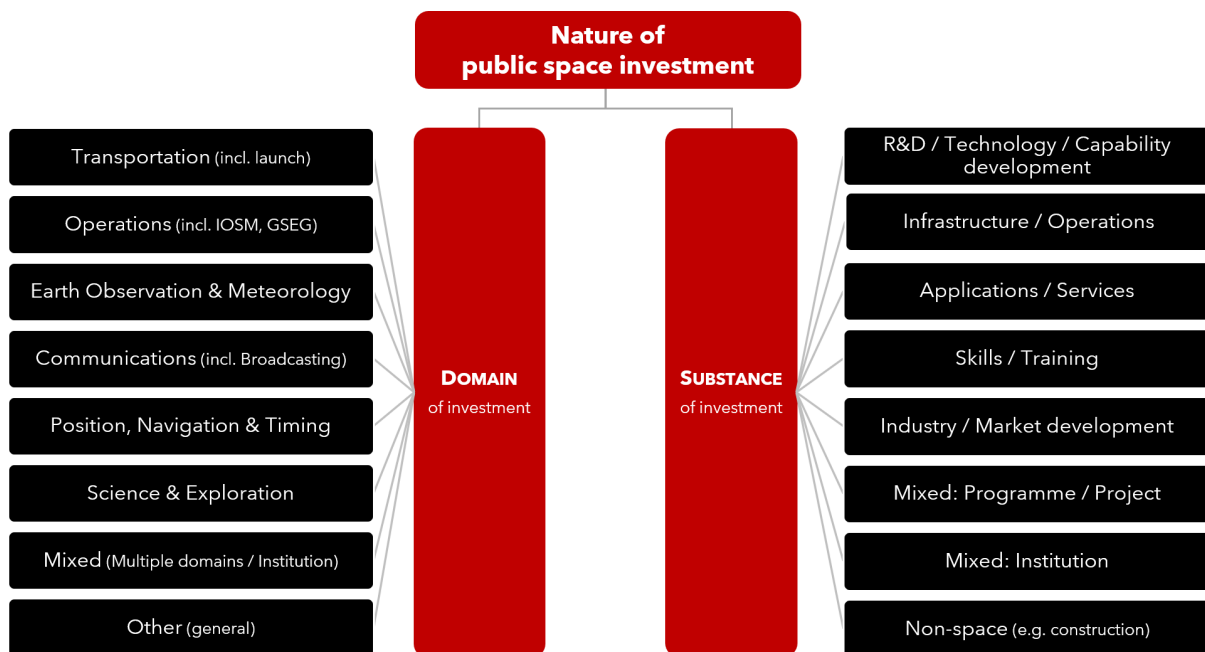 Nature of
public space investment
Transportation (incl. launch)
Operations (incl. IOSM, GSEG)
Earth Observation & Meteorology
Communications (incl. Broadcasting)
Position, Navigation & Timing
Science & Exploration
Mixed (Multiple domains / Institution)
Other (general)
DOMAIN
of investment
SUBSTANCE
of investment
R&D / Technology / Capability
development
Infrastructure / Operations
Applications / Services
Skills / Training
Industry / Market development
Mixed: Programme / Project
Mixed: Institution
Non-space (e.g. construction)